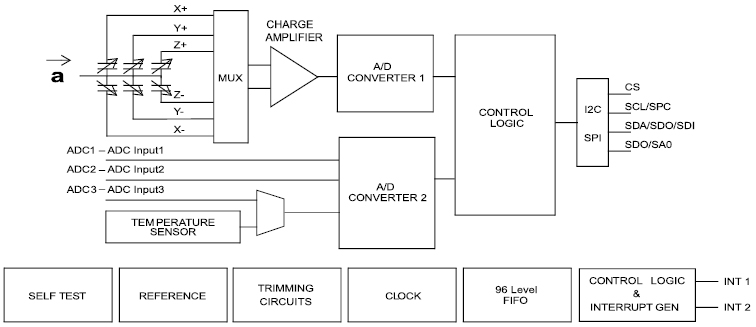 X+
Y+
Z+
a
Z-
Y-
X-
MUX
CHARGE
AMPLIFIER
A/D
CONVERTER 1
CONTROL
LOGIC
I2C
SPI
CS
SCL/SPC
SDA/SDO/SDI
SDO/SA0
ADC1 – ADC Input1
ADC2 – ADC Input2
ADC3 – ADC Input3
A/D
CONVERTER 2
TEMPERATURE
SENSOR
SELF TEST
REFERENCE
TRIMMING
CIRCUITS
CLOCK
96 Level
FIFO
CONTROL LOGIC
&
INTERRUPT GEN
INT 1
INT 2